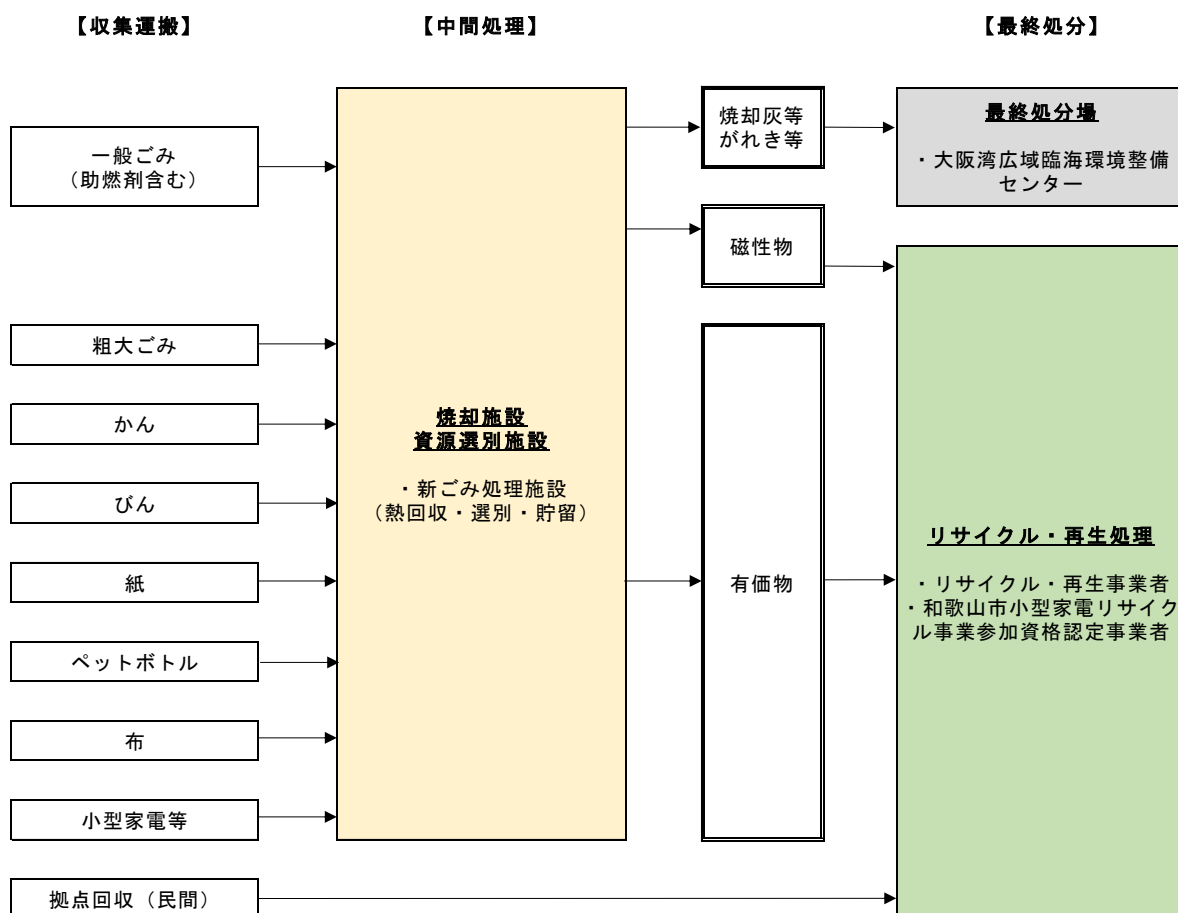 【収集運搬】
【中間処理】
【最終処分】
一般ごみ
（助燃剤含む）
粗大ごみ
かん
びん
紙
ペットボトル
布
小型家電等
拠点回収（民間）
焼却施設
資源選別施設
・新ごみ処理施設
（熱回収・選別・貯留）
焼却灰等
がれき等
磁性物
有価物
最終処分場
・大阪湾広域臨海環境整備
センター
リサイクル・再生処理
・リサイクル・再生事業者
・和歌山市小型家電リサイク
ル事業参加資格認定事業者